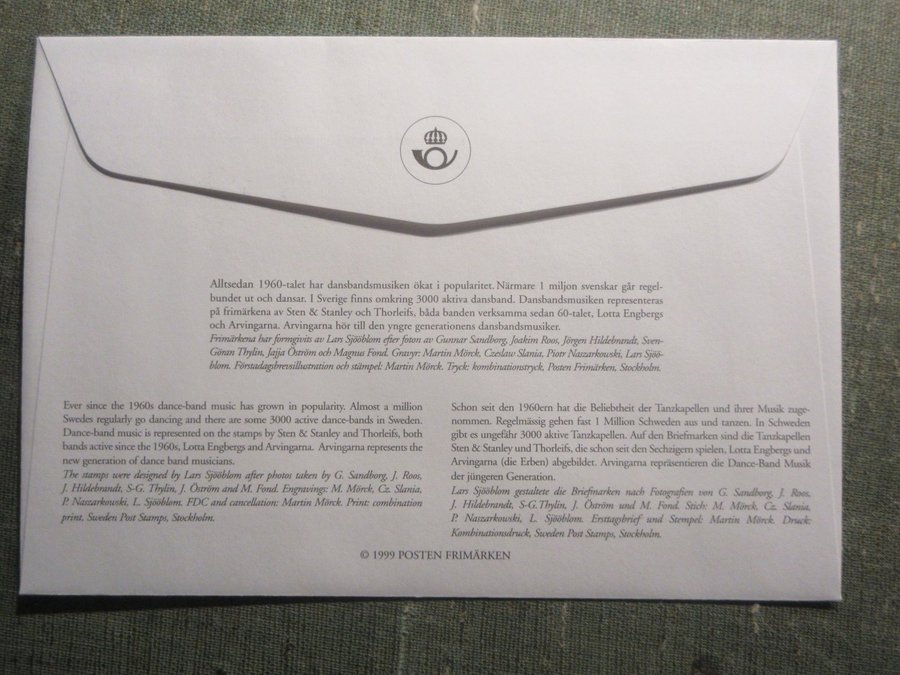 Alltsedan 1960-talet har dansbandsmusiken ökat i popularitet. Närmare 1 miljon svenskar går regel-
bundet ut och dansar. I Sverige finns omkring 3000 aktiva dansband. Dansbandsmusiken representeras
på frimärkena av Sten & Stanley och Thorleifs, båda banden verksamma sedan 60-talet, Lotta Engbergs
och Arvingarna. Arvingarna hör till den yngre generationens dansbandsmusiker.
Frimärkena har formgivits av Lars Sjööblom efter foton av Gunnar Sandborg, Joakim Roos, Jörgen Hildebrandt, Sven-
Göran Thylin, Jajja Öström och Magnus Fond. Gravyr: Martin Mörck, Czeslaw Slania, Piotr Naszarkowski, Lars Sjöö-
blom. Förstadagsbrevsillustration och stämpel: Martin Mörck. Tryck: kombinationstryck, Posten Frimärken, Stockholm.
Ever since the 1960s dance-band music has grown in popularity. Almost a million
Swedes regularly go dancing and there are some 3000 active dance-bands in Sweden.
Dance-band music is represented on the stamps by Sten & Stanley and Thorleifs, both
bands active since the 1960s, Lotta Engbergs and Arvingarna. Arvingarna represents the
new generation of dance band musicians.
The stamps were designed by Lars Sjööblom after photos taken by G. Sandborg, J. Roos,
J. Hildebrandt, S-G. Thylin, J. Öström and M. Fond. Engravings: M. Mörck, Cz. Slania,
P. Naszarkowski, L. Sjööblom. FDC and cancellation: Martin Mörck. Print: combination
print, Sweden Post Stamps, Stockholm.
Schon seit den 1960ern hat die Beliebtheit der Tanzkapellen und ihrer Musik zuge-
nommen. Regelmässig gehen fast 1 Million Schweden aus und tanzen. In Schweden
gibt es ungefähr 3000 aktive Tanzkapellen. Auf den Briefmarken sind die Tanzkapellen
Sten & Stanley und Thorleifs, die schon seit den Sechzigern spielen, Lotta Engbergs und
Arvingarna (die Erben) abgebildet. Arvingarna repräsentieren die Dance-Band Musik
der jüngeren Generation.
Lars Sjööblom gestaltete die Briefmarken nach Fotografien von G. Sandborg, J. Roos,
J. Hildebrandt, S-G. Thylin, J. Öström und M. Fond. Stich: M. Mörck, Cz. Slania,
P. Naszarkowski, L. Sjööblom. Ersttagsbrief und Stempel: Martin Mörck. Druck:
Kombinationsdruck, Sweden Post Stamps, Stockholm.
© 1999 POSTEN FRIMÄRKEN